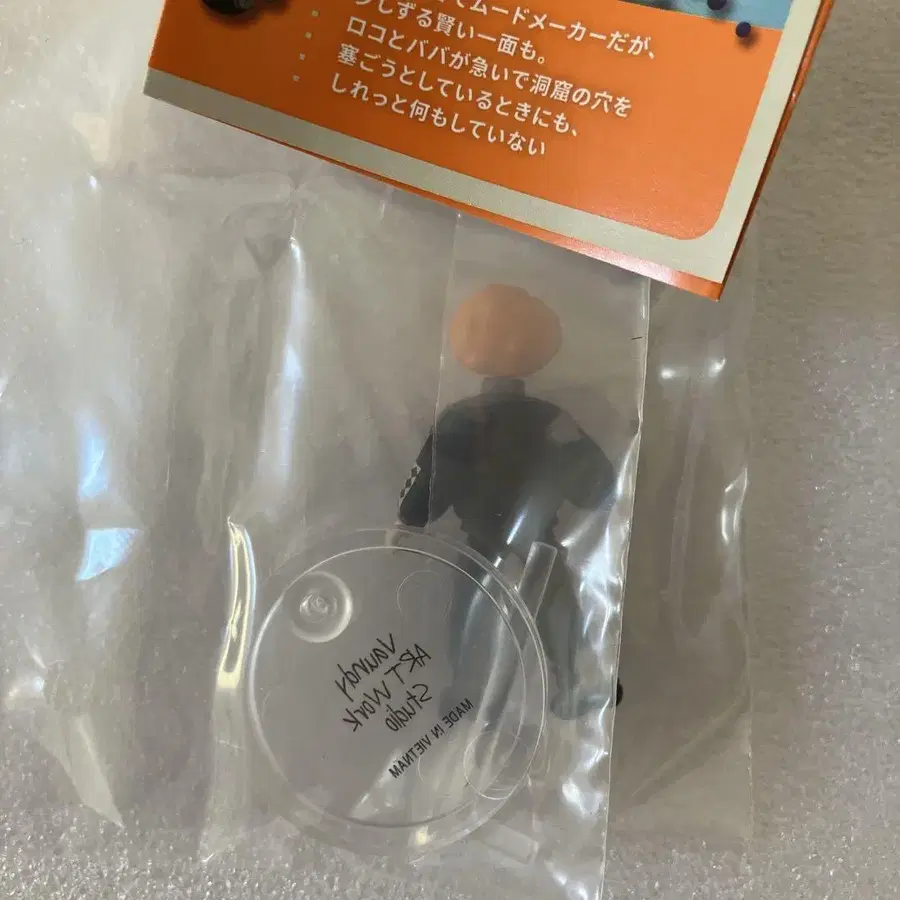 てムードメーカーだが、
しずる賢い一面も。
ロコとババが急いで洞窟の穴を
塞ごうとしているときにも、
しれっと何もしていない
Vaundy
ART Work
Studio
MADE IN VIETNAM